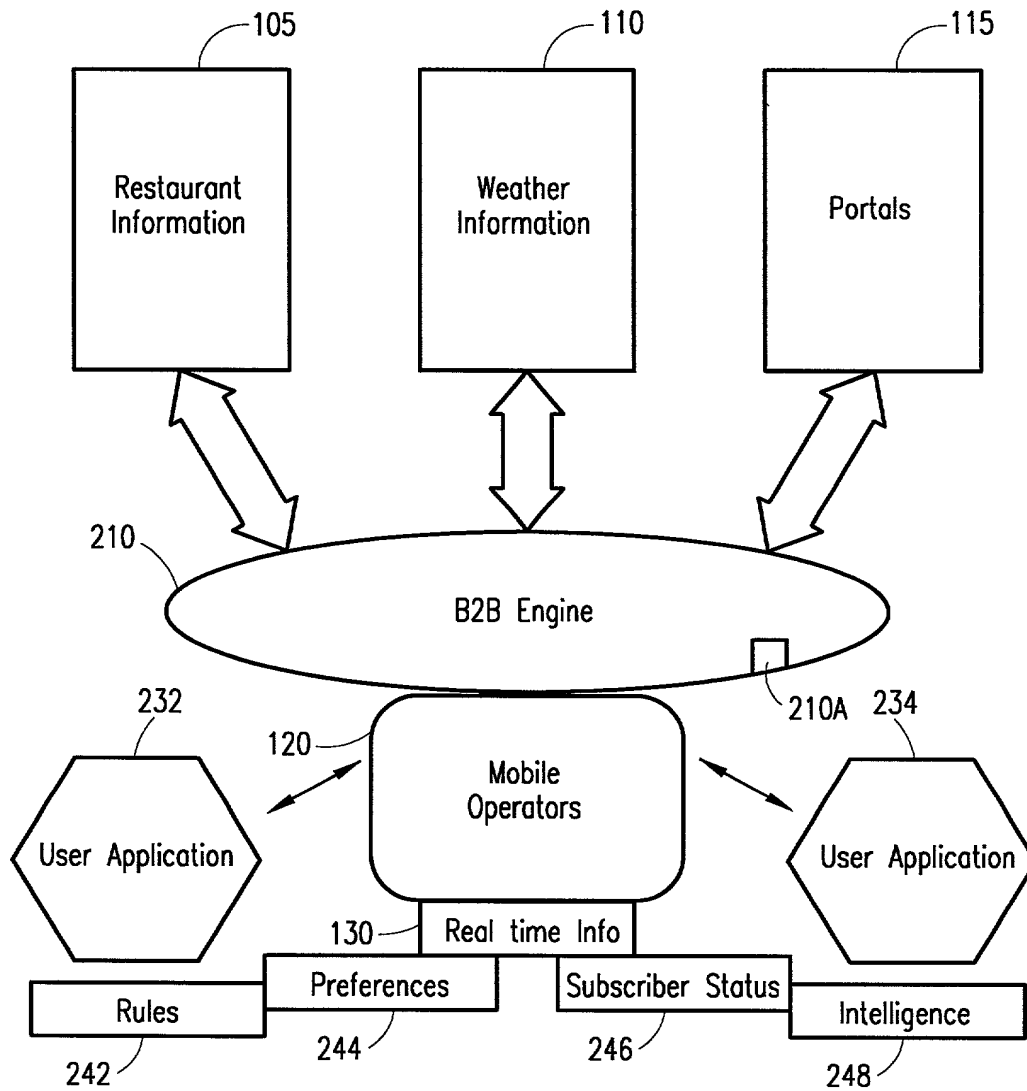 105
110
115
Restaurant
Information
Weather
Information
Portals
210
B2B Engine
210A
232
234
120
Mobile
Operators
User Application
User Application
130
Real time Info
Preferences
Subscriber Status
Rules
Intelligence
244
246
242
248